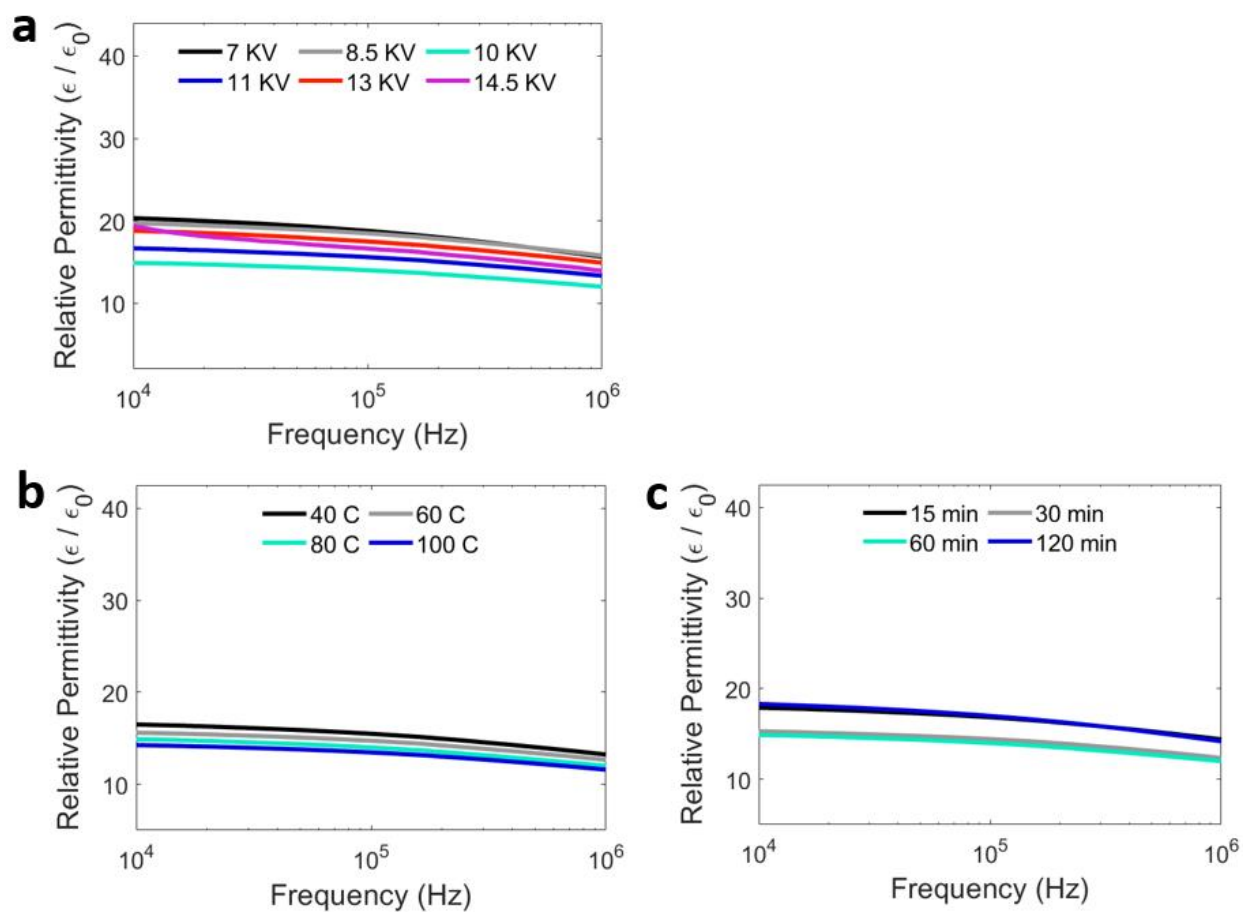 a
Relative Permittivity (ϵ / ϵ0)
40
30
20
10
7 KV 8.5 KV 10 KV
11 KV 13 KV 14.5 KV
10^4 10^5 10^6
Frequency (Hz)
b
Relative Permittivity (ϵ / ϵ0)
40
30
20
10
40 C 60 C
80 C 100 C
10^4 10^5 10^6
Frequency (Hz)
c
Relative Permittivity (ϵ / ϵ0)
40
30
20
10
15 min 30 min
60 min 120 min
10^4 10^5 10^6
Frequency (Hz)